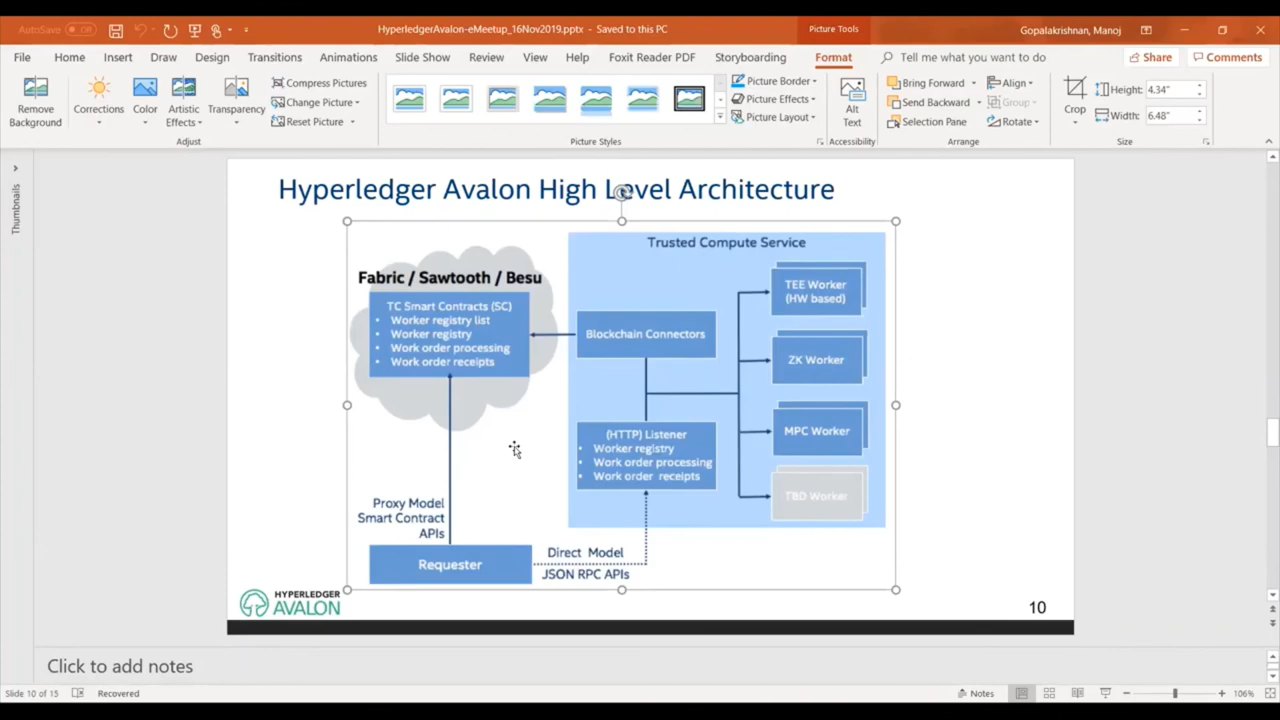 AutoSave Off
HyperledgerAvalon-eMeetup_16Nov2019.pptx - Saved to this PC
Picture Tools
Gopalakrishnan, Manoj
File Home Insert Draw Design Transitions Animations Slide Show Review View Help Foxit Reader PDF Storyboarding Format Tell me what you want to do Share Comments
Remove Background
Corrections
Color
Artistic Effects
Transparency
Compress Pictures
Change Picture
Reset Picture
Adjust
Picture Styles
Picture Border
Picture Effects
Picture Layout
Alt Text
Accessibility
Bring Forward
Send Backward
Selection Pane
Align
Group
Rotate
Arrange
Crop
Height: 4.34"
Width: 6.48"
Size
Thumbnails
Hyperledger Avalon High Level Architecture
Fabric / Sawtooth / Besu
TC Smart Contracts (SC)
• Worker registry list
• Worker registry
• Work order processing
• Work order receipts
Trusted Compute Service
Blockchain Connectors
TEE Worker
(HW based)
ZK Worker
MPC Worker
TBD Worker
(HTTP) Listener
• Worker registry
• Work order processing
• Work order receipts
Proxy Model
Smart Contract
APIs
Requester
Direct Model
JSON RPC APIs
HYPERLEDGER
AVALON
10
Click to add notes
Slide 10 of 15
Recovered
Notes
106%